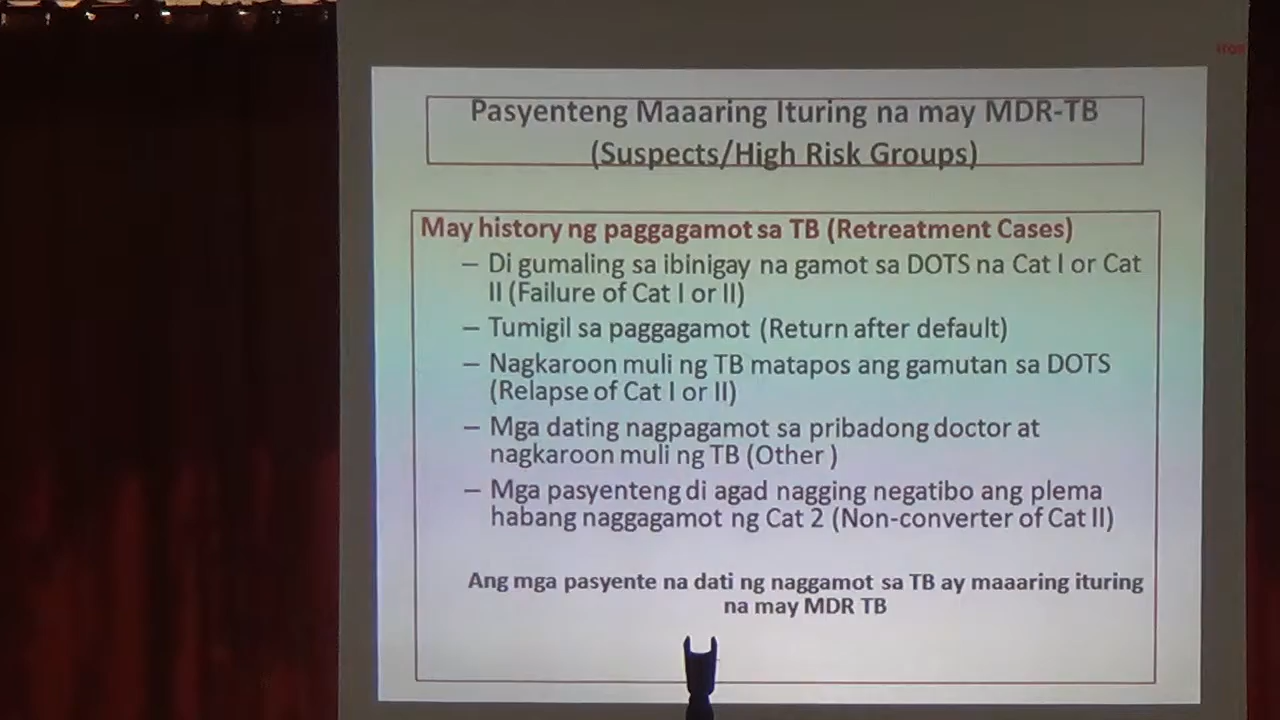 Pasyenteng Maaaring Ituring na may MDR-TB
(Suspects/High Risk Groups)
May history ng paggagamot sa TB (Retreatment Cases)
– Di gumaling sa ibinigay na gamot sa DOTS na Cat I or Cat
II (Failure of Cat I or II)
– Tumigil sa paggagamot (Return after default)
– Nagkaroon muli ng TB matapos ang gamutan sa DOTS
(Relapse of Cat I or II)
– Mga dating nagpagamot sa pribadong doctor at
nagkaroon muli ng TB (Other )
– Mga pasyenteng di agad nagging negatibo ang plema
habang naggagamot ng Cat 2 (Non-converter of Cat II)
Ang mga pasyente na dati ng naggamot sa TB ay maaaring ituring
na may MDR TB